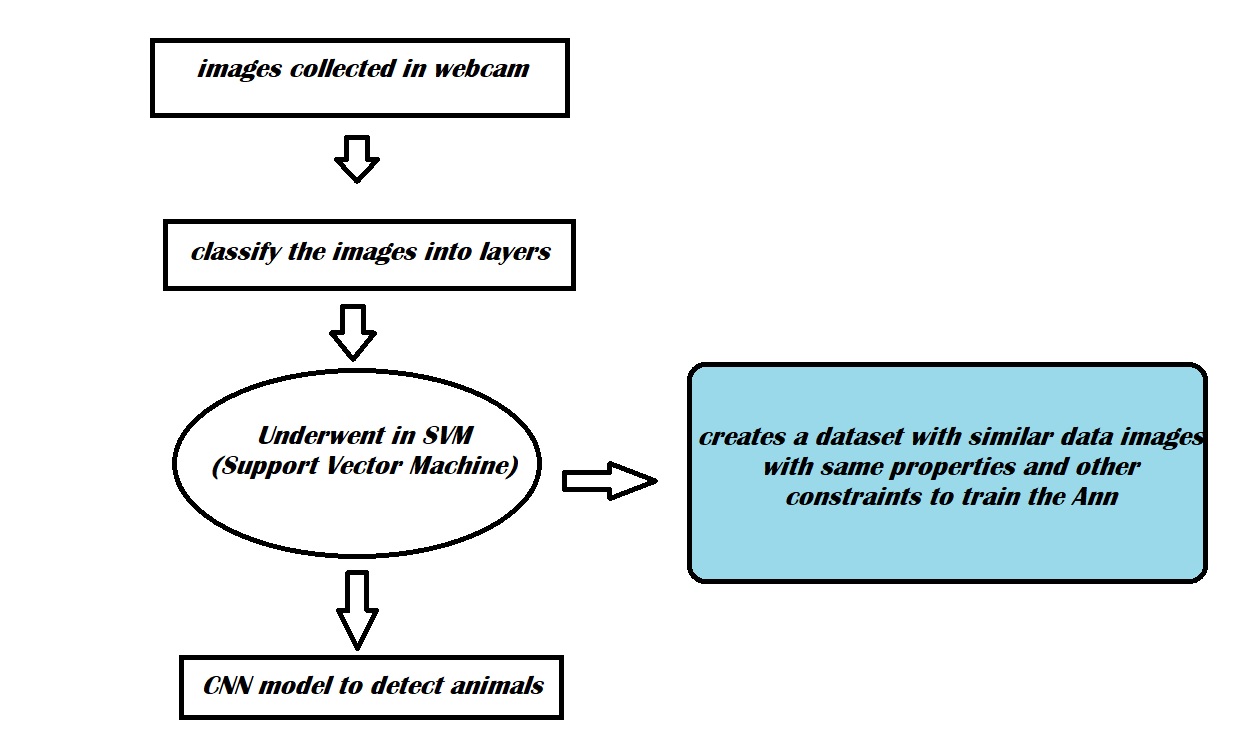 images collected in webcam
classify the images into layers
Underwent in SVM
(Support Vector Machine)
creates a dataset with similar data images
with same properties and other
constraints to train the Ann
CNN model to detect animals